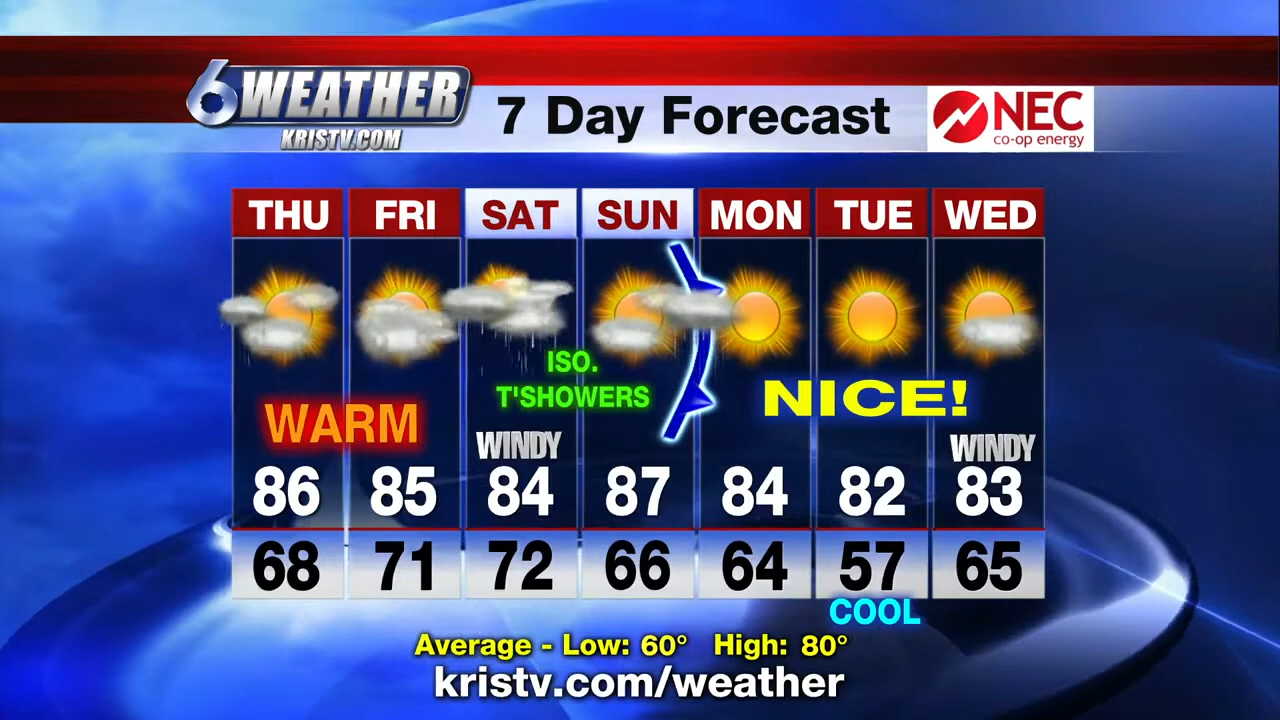 6 WEATHER
KRISTV.COM
7 Day Forecast
NEC
co-op energy
THU FRI SAT SUN MON TUE WED
ISO.
T'SHOWERS
WARM
NICE!
WINDY WINDY
86 85 84 87 84 82 83
68 71 72 66 64 57 65
COOL
Average - Low: 60° High: 80°
kristv.com/weather